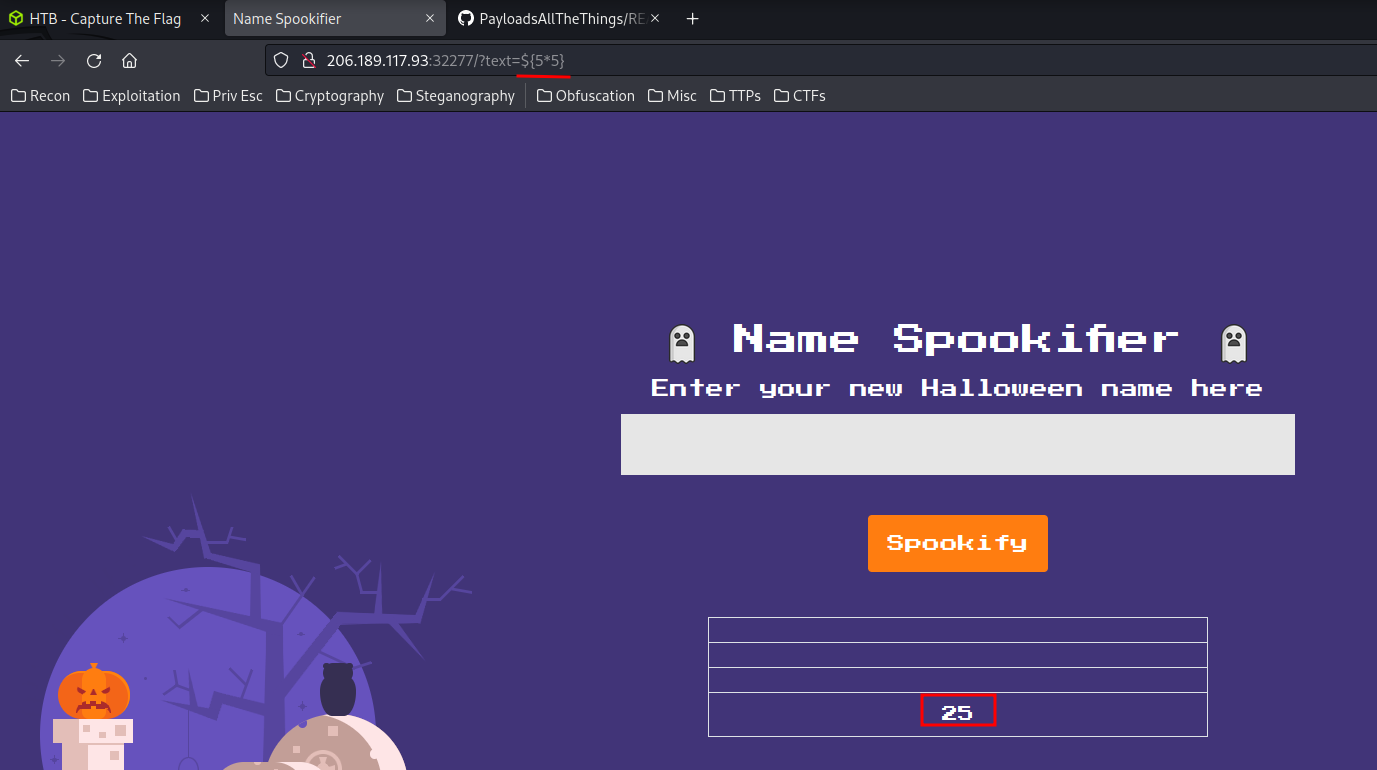 HTB - Capture The Flag
Name Spookifier
PayloadsAllTheThings/RE
206.189.117.93:32277/?text=${5*5}
Recon Exploitation Priv Esc Cryptography Steganography Obfuscation Misc TTPs CTFs
Name Spookifier
Enter your new Halloween name here
Spookify
25